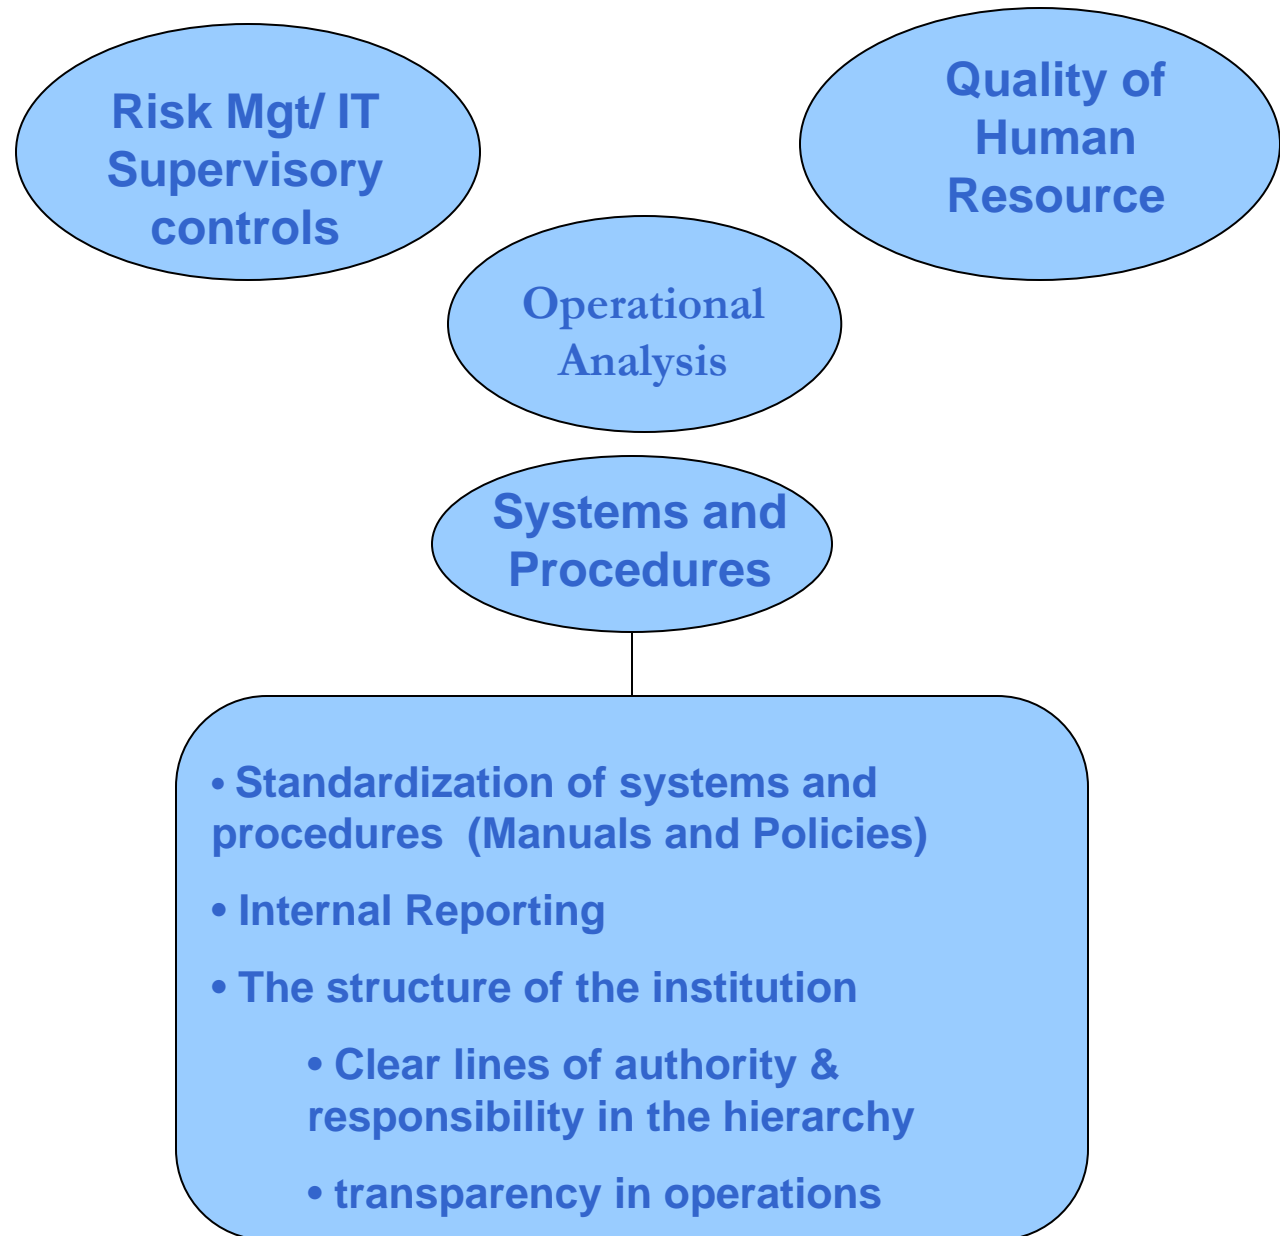 Risk Mgt/ IT
Supervisory
controls
Quality of
Human
Resource
Operational
Analysis
Systems and
Procedures
• Standardization of systems and
procedures (Manuals and Policies)
• Internal Reporting
• The structure of the institution
• Clear lines of authority &
responsibility in the hierarchy
• transparency in operations